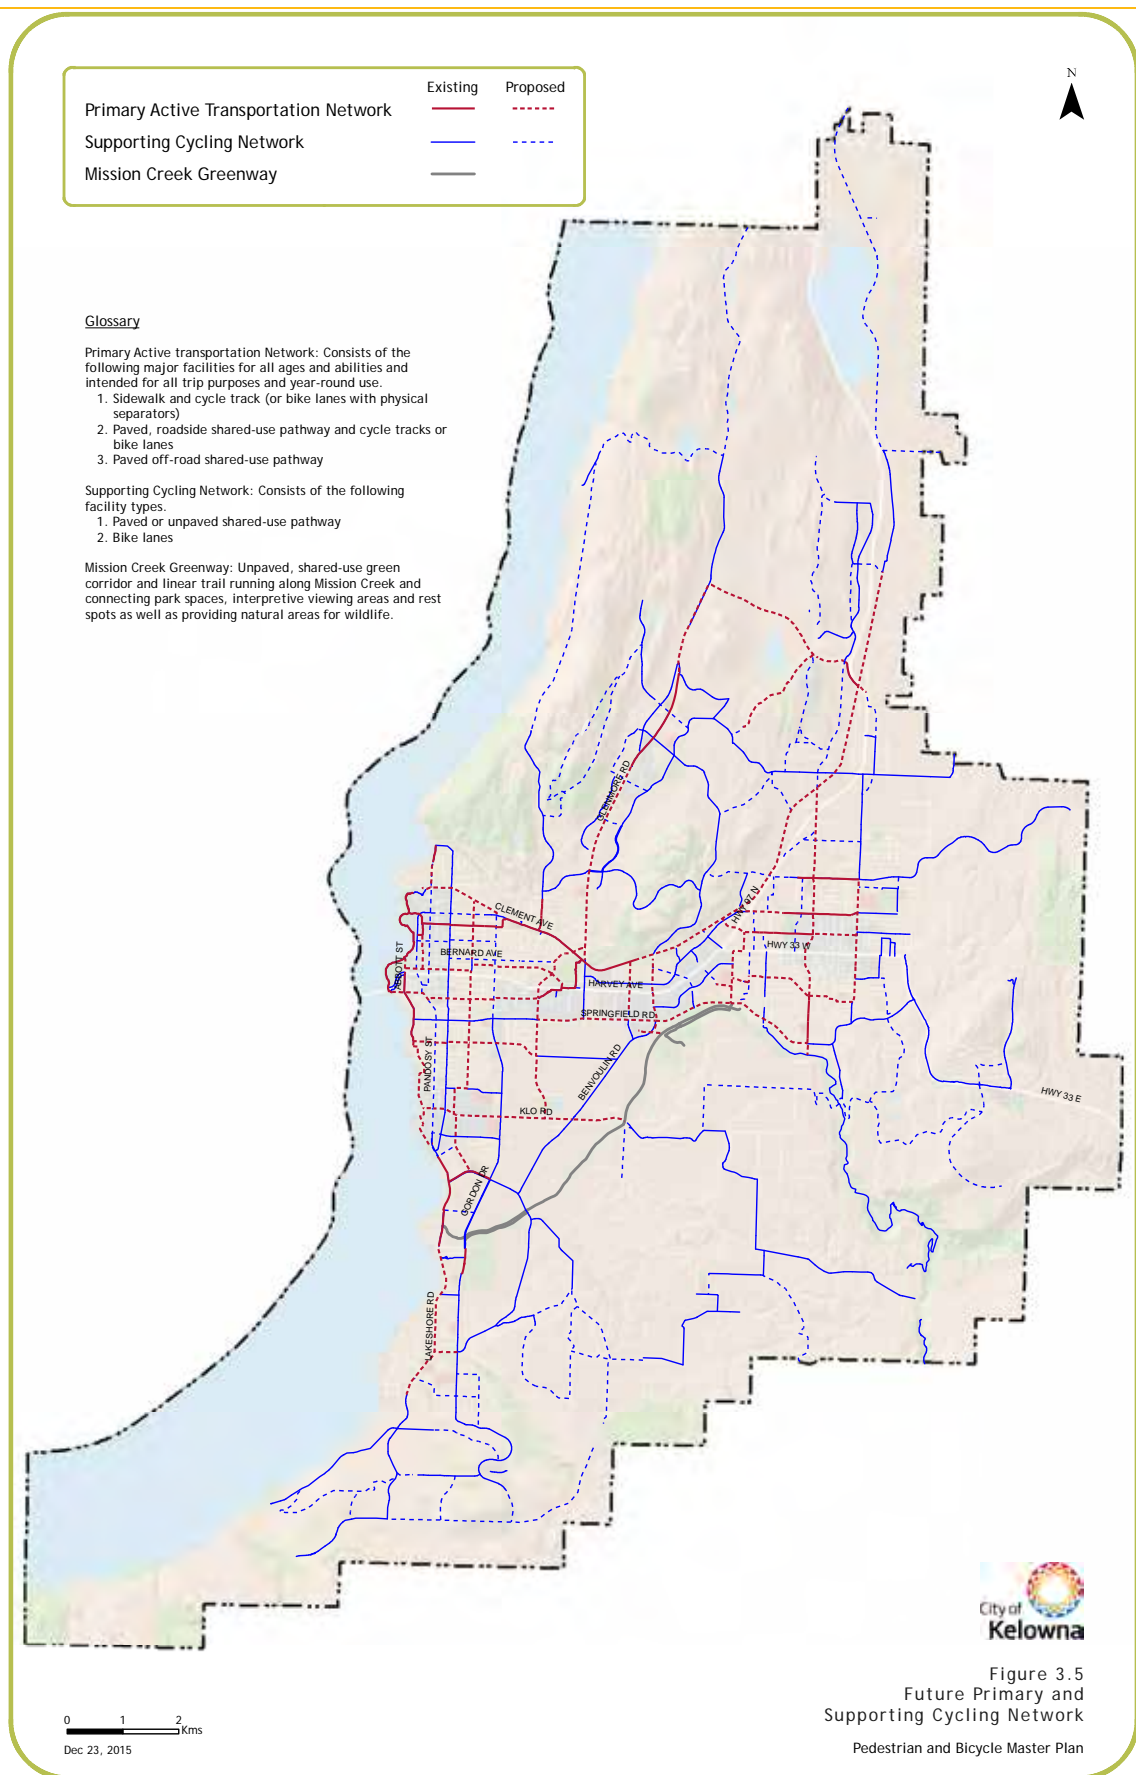 Existing Proposed
Primary Active Transportation Network
Supporting Cycling Network
Mission Creek Greenway
N
Glossary
Primary Active transportation Network: Consists of the
following major facilities for all ages and abilities and
intended for all trip purposes and year-round use.
1. Sidewalk and cycle track (or bike lanes with physical
separators)
2. Paved, roadside shared-use pathway and cycle tracks or
bike lanes
3. Paved off-road shared-use pathway
Supporting Cycling Network: Consists of the following
facility types.
1. Paved or unpaved shared-use pathway
2. Bike lanes
Mission Creek Greenway: Unpaved, shared-use green
corridor and linear trail running along Mission Creek and
connecting park spaces, interpretive viewing areas and rest
spots as well as providing natural areas for wildlife.
GLENMORE RD
CLEMENT AVE
HWY 97 N
BERNARD AVE
HWY 33 W
ABBOTT ST
HARVEY AVE
SPRINGFIELD RD
PANDOSY ST
BENVOULIN RD
HWY 33 E
KLO RD
GORDON DR
LAKESHORE RD
City of
Kelowna
Figure 3.5
Future Primary and
Supporting Cycling Network
Pedestrian and Bicycle Master Plan
0 1 2
Kms
Dec 23, 2015